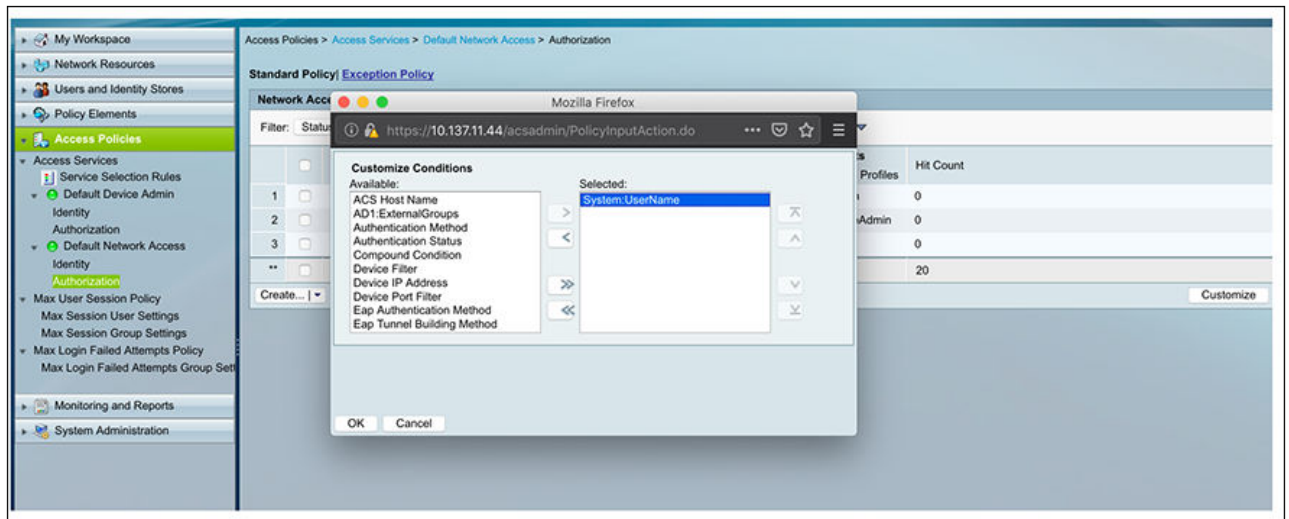 My Workspace
Network Resources
Users and Identity Stores
Policy Elements
Access Policies
Access Services
Service Selection Rules
Default Device Admin
Identity
Authorization
Default Network Access
Identity
Authorization
Max User Session Policy
Max Session User Settings
Max Session Group Settings
Max Login Failed Attempts Policy
Max Login Failed Attempts Group Sett
Monitoring and Reports
System Administration
Access Policies > Access Services > Default Network Access > Authorization
Standard Policy| Exception Policy
Network Acce
Filter: Statu
Profiles
Hit Count
1 0
2 Admin 0
3 0
** 20
Create... |
Customize
Mozilla Firefox
https://10.137.11.44/acsadmin/PolicyInputAction.do
Customize Conditions
Available:
ACS Host Name
AD1:ExternalGroups
Authentication Method
Authentication Status
Compound Condition
Device Filter
Device IP Address
Device Port Filter
Eap Authentication Method
Eap Tunnel Building Method
Selected:
System:UserName
OK Cancel